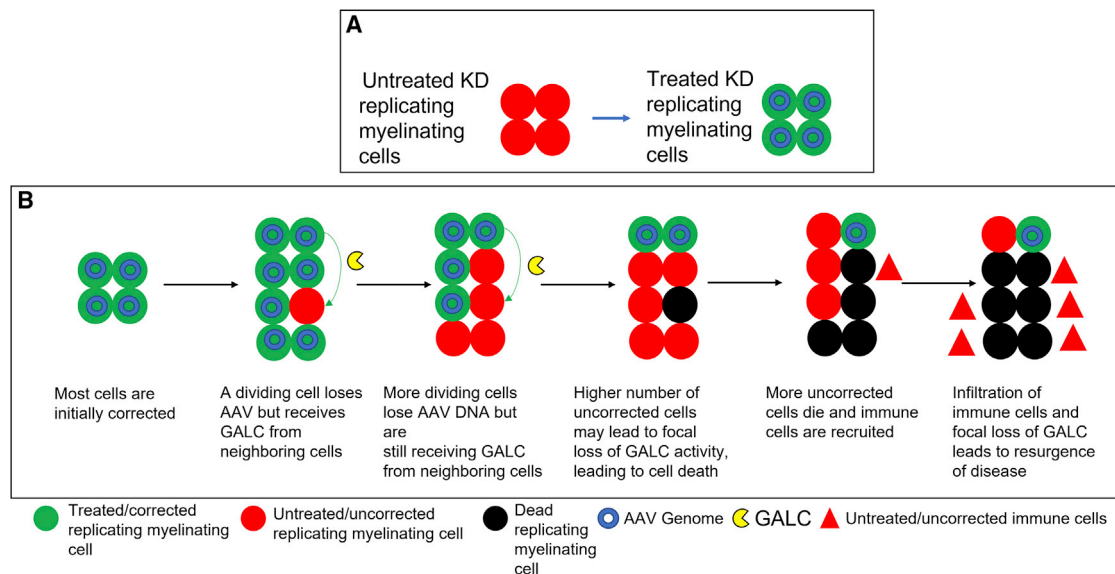 A
Untreated KD
replicating
myelinating
cells
Treated KD
replicating
myelinating
cells
B
Most cells are
initially corrected
A dividing cell loses
AAV but receives
GALC from
neighboring cells
More dividing cells
lose AAV DNA but
are
still receiving GALC
from neighboring cells
Higher number of
uncorrected cells
may lead to focal
loss of GALC activity,
leading to cell death
More uncorrected
cells die and immune
cells are recruited
Infiltration of
immune cells and
focal loss of GALC
leads to resurgence
of disease
Treated/corrected
replicating myelinating
cell
Untreated/uncorrected
replicating myelinating cell
Dead
replicating
myelinating
cell
AAV Genome
GALC
Untreated/uncorrected immune cells